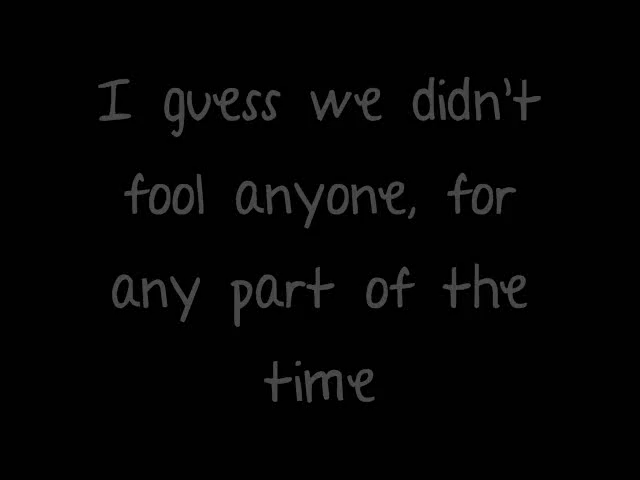 I guess we didn't
fool anyone, for
any part of the
time